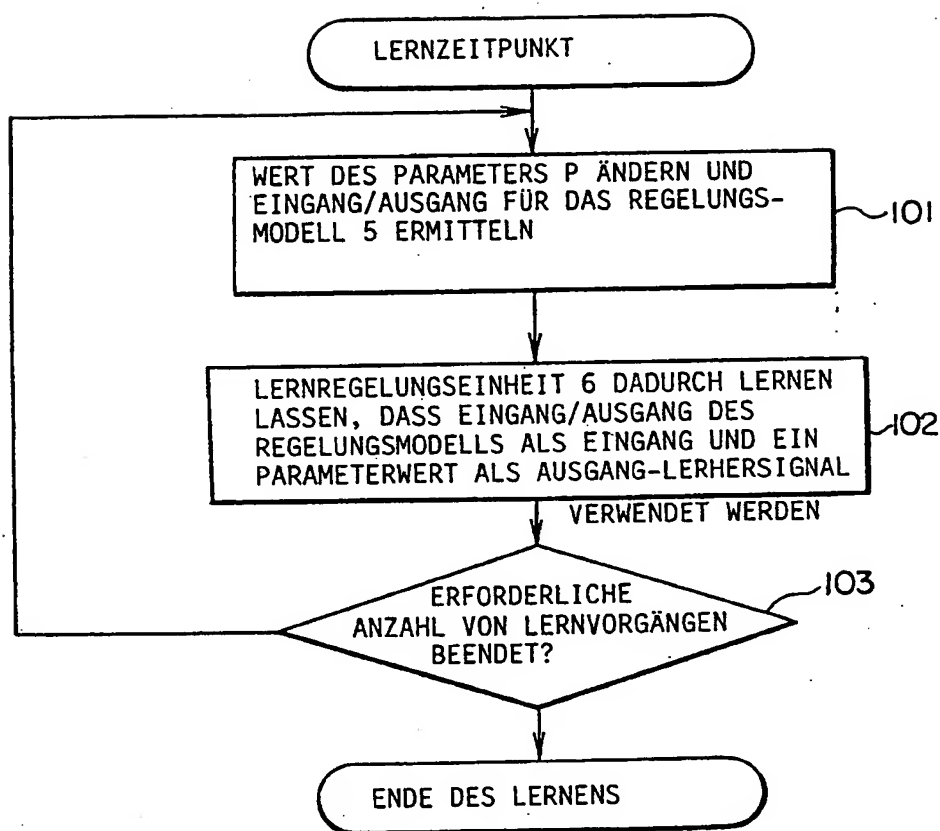 LERNZEITPUNKT
WERT DES PARAMETERS P ÄNDERN UND
EINGANG/AUSGANG FÜR DAS REGELUNGS-
MODELL 5 ERMITTELN
101
LERNREGELUNGSEINHEIT 6 DADURCH LERNEN
LASSEN, DASS EINGANG/AUSGANG DES
REGELUNGSMODELLS ALS EINGANG UND EIN
PARAMETERWERT ALS AUSGANG-LERHERSIGNAL
102
VERWENDET WERDEN
ERFORDERLICHE
ANZAHL VON LERNVORGÄNGEN
BEENDET?
103
ENDE DES LERNENS